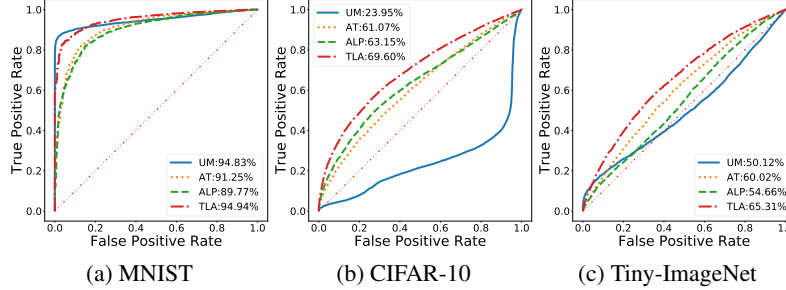 True Positive Rate
1.0
0.8
0.6
0.4
0.2
0.0
UM:94.83%
AT:91.25%
ALP:89.77%
TLA:94.94%
0.0 0.2 0.4 0.6 0.8 1.0
False Positive Rate
(a) MNIST
True Positive Rate
1.0
0.8
0.6
0.4
0.2
0.0
UM:23.95%
AT:61.07%
ALP:63.15%
TLA:69.60%
0.0 0.2 0.4 0.6 0.8 1.0
False Positive Rate
(b) CIFAR-10
True Positive Rate
1.0
0.8
0.6
0.4
0.2
0.0
UM:50.12%
AT:60.02%
ALP:54.66%
TLA:65.31%
0.0 0.2 0.4 0.6 0.8 1.0
False Positive Rate
(c) Tiny-ImageNet